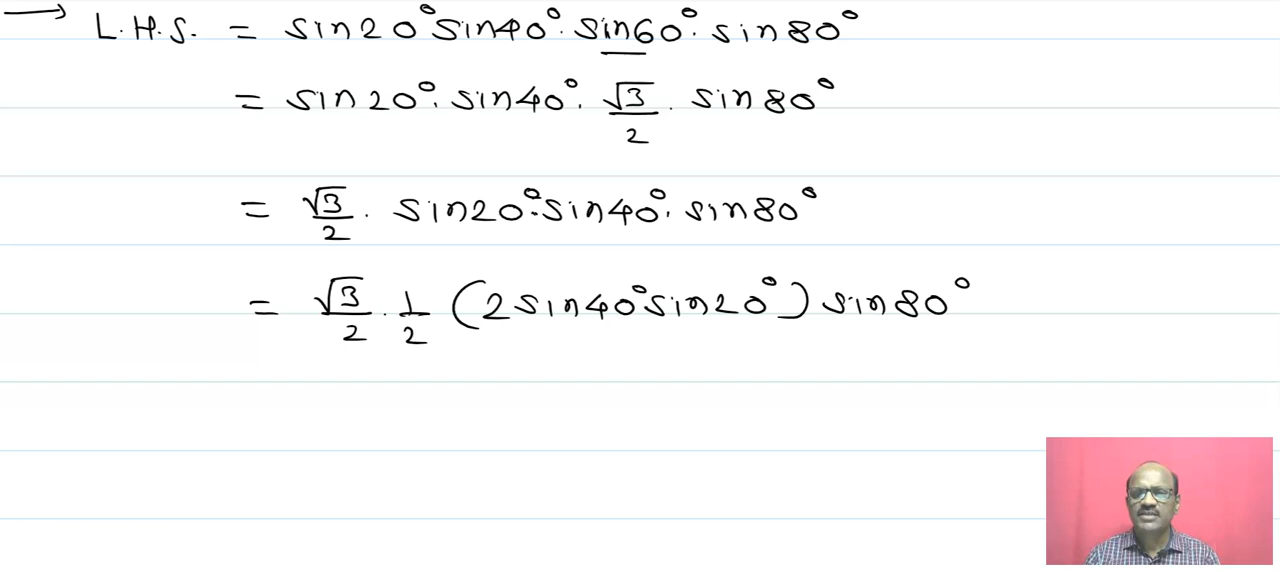 → L.H.S. = sin20° sin40°. sin60°. sin80°
= sin20°. sin40°. √3/2 . sin80°
= √3/2 . sin20°. sin40°. sin80°
= √3/2 . 1/2 (2sin40°sin20°) sin80°